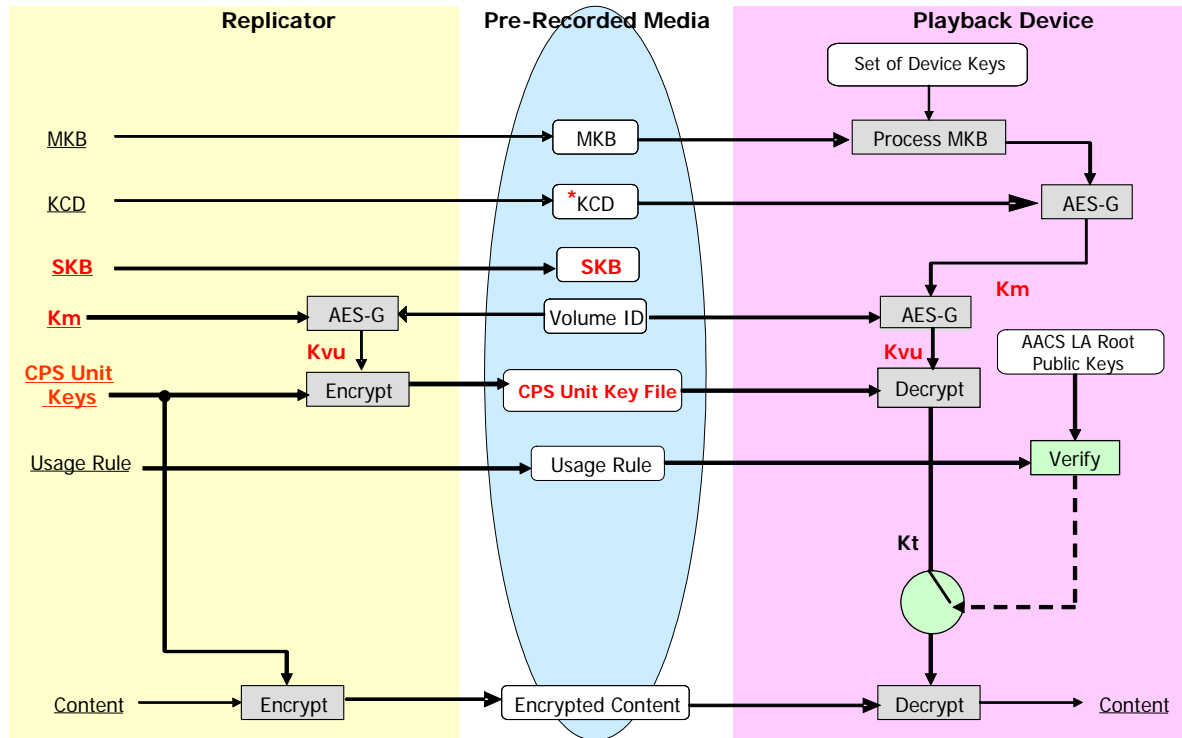 Replicator
Pre-Recorded Media
Playback Device
Set of Device Keys
MKB
MKB
Process MKB
KCD
*KCD
AES-G
SKB
SKB
Km
Km
AES-G
Volume ID
AES-G
Kvu
Kvu
AACS LA Root
Public Keys
CPS Unit
Keys
Encrypt
CPS Unit Key File
Decrypt
Usage Rule
Usage Rule
Verify
Kt
Content
Encrypt
Encrypted Content
Decrypt
Content